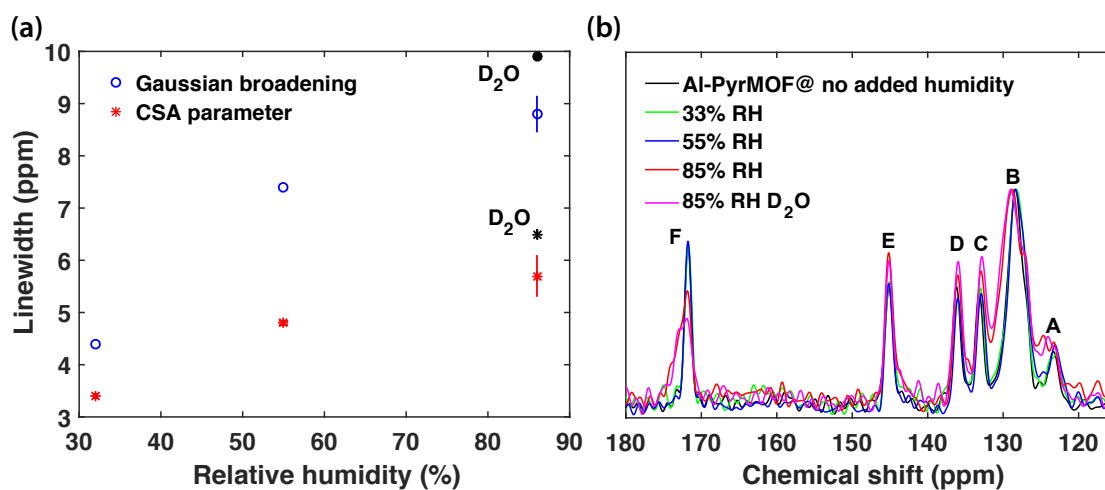 (a)
10
9
8
7
6
5
4
3
Linewidth (ppm)
Gaussian broadening
CSA parameter
D2O
D2O
30 40 50 60 70 80 90
Relative humidity (%)
(b)
Al-PyrMOF@ no added humidity
33% RH
55% RH
85% RH
85% RH D2O
F
E
D
C
B
A
180 170 160 150 140 130 120
Chemical shift (ppm)